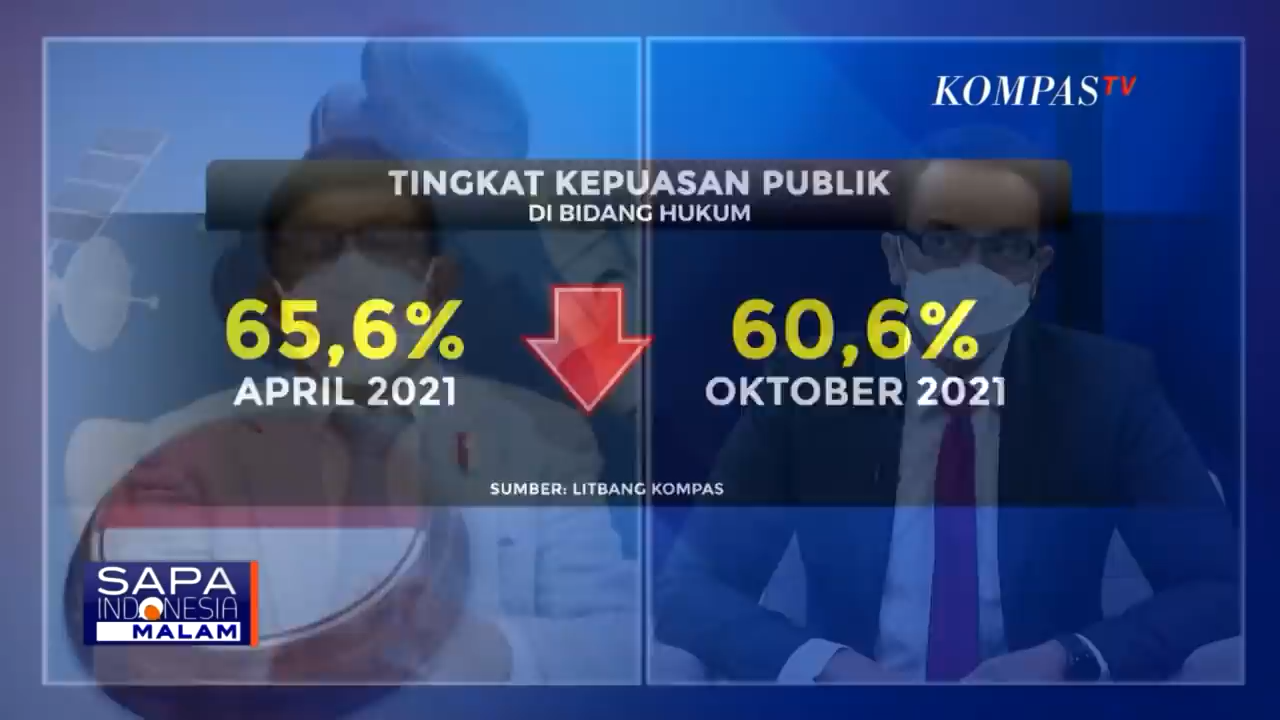 KOMPASTV
TINGKAT KEPUASAN PUBLIK
DI BIDANG HUKUM
65,6%
60,6%
APRIL 2021
OKTOBER 2021
SUMBER: LITBANG KOMPAS
SAPA
INDONESIA
MALAM